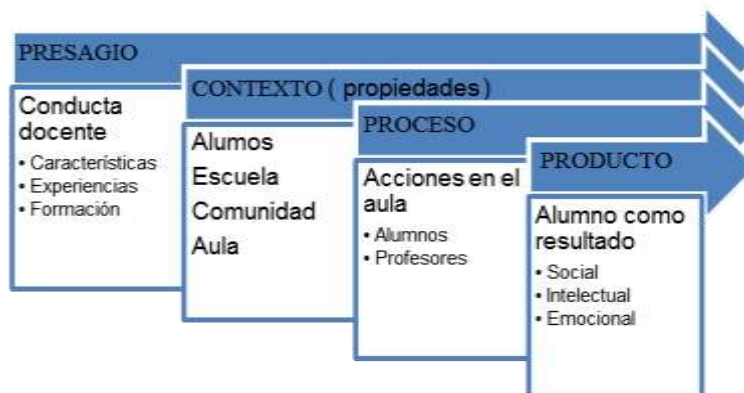 PRESAGIO
Conducta
docente
• Características
• Experiencias
• Formación
CONTEXTO ( propiedades)
Alumos
Escuela
Comunidad
Aula
PROCESO
Acciones en el
aula
• Alumnos
• Profesores
PRODUCTO
Alumno como
resultado
• Social
• Intelectual
• Emocional